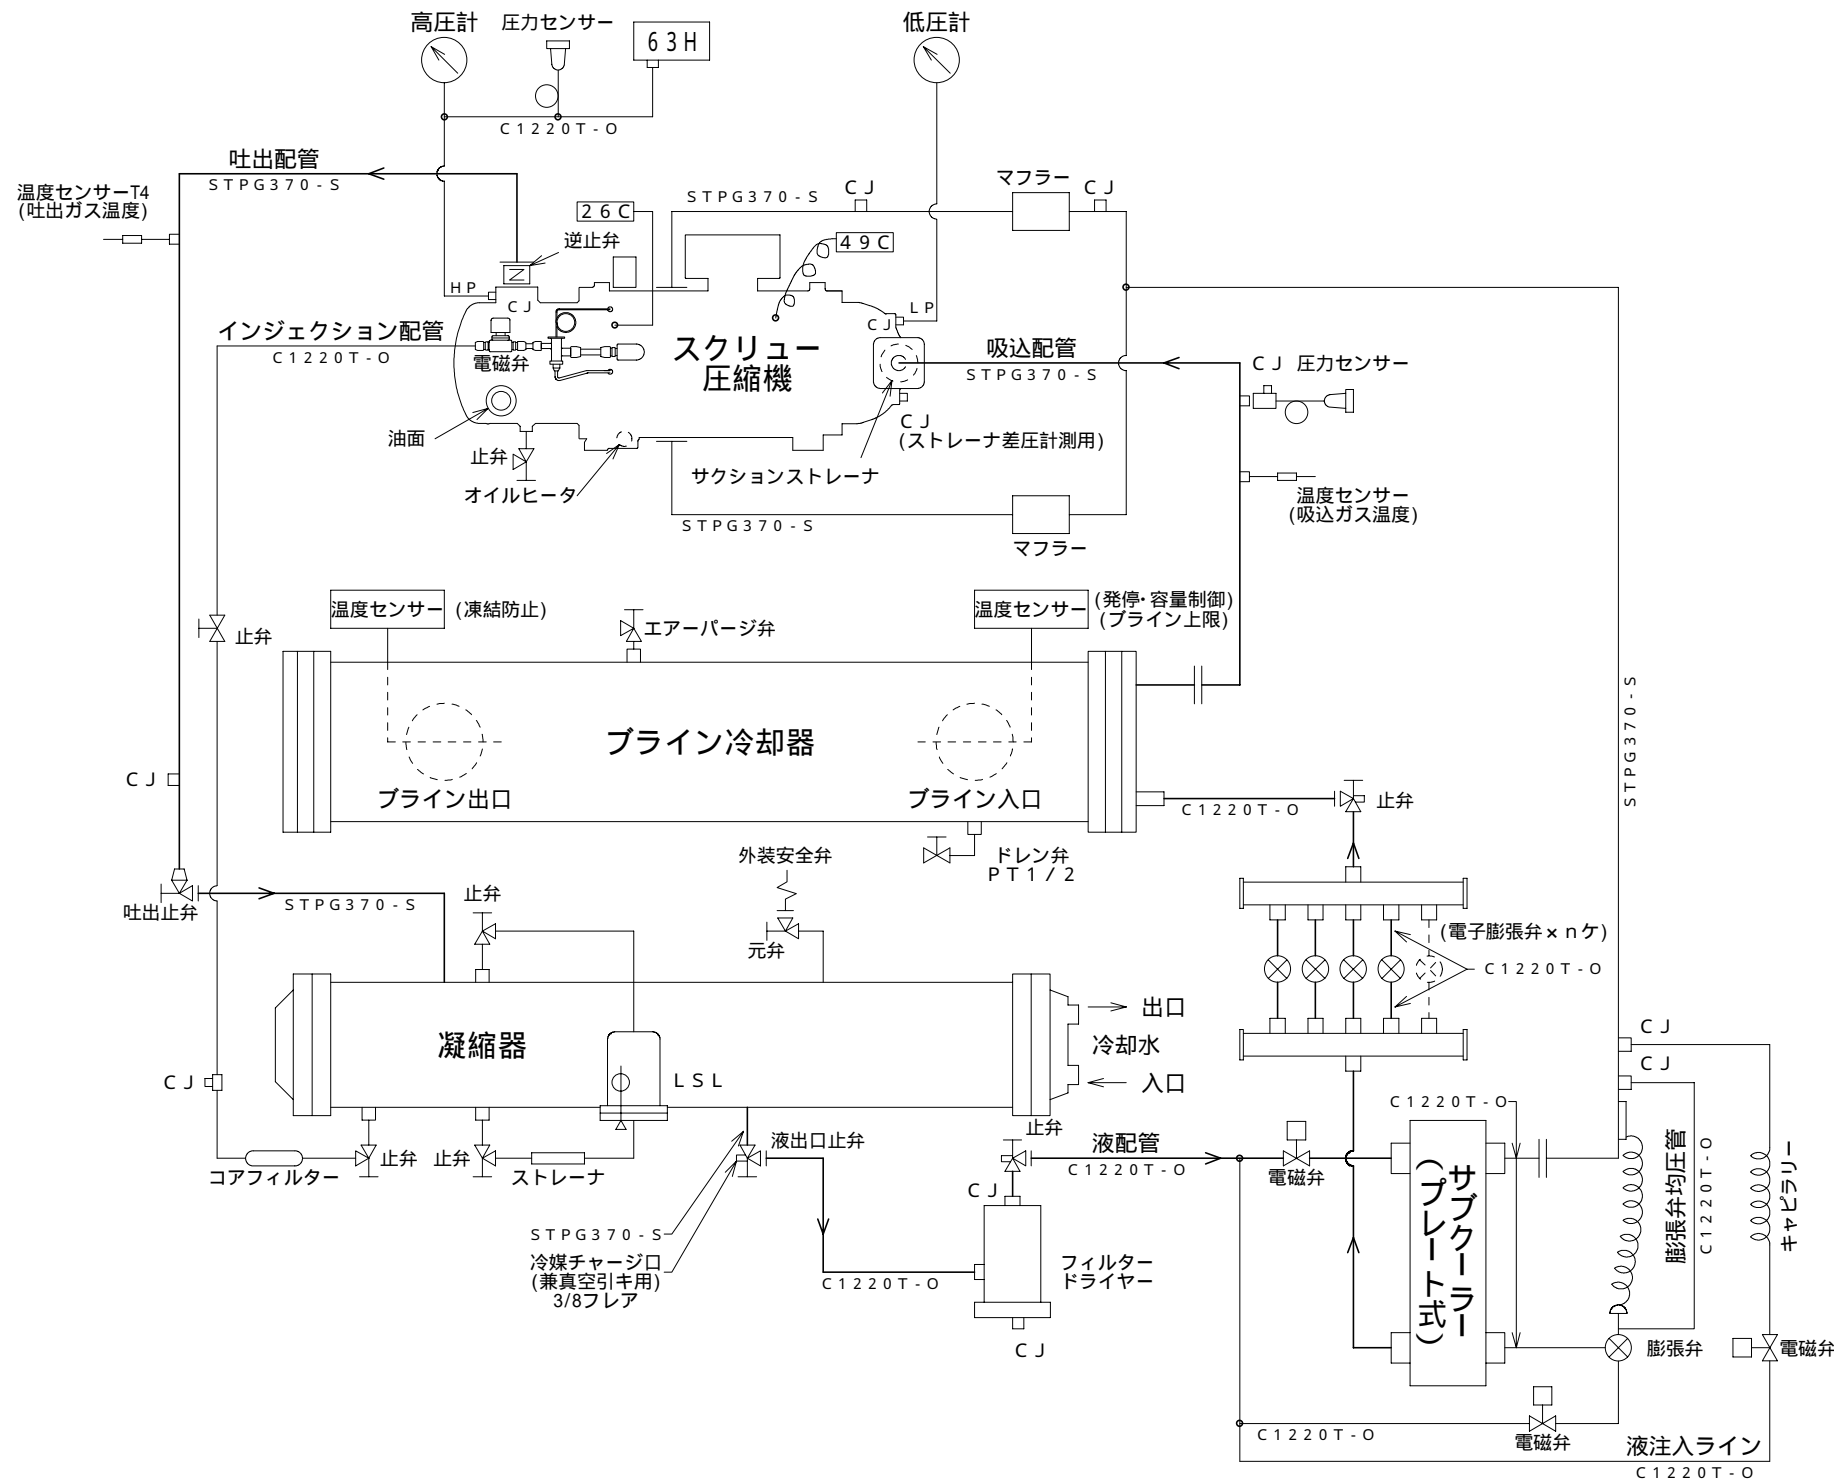 高圧計
圧力センサー
63H
低圧計
C1220T-O
吐出配管
STPG370-S
温度センサーT4
(吐出ガス温度)
26C
逆止弁
STPG370-S
CJ
マフラー
CJ
49C
HP
CJ
LP
CJ
インジェクション配管
C1220T-O
電磁弁
スクリュー
圧縮機
吸込配管
STPG370-S
CJ 圧力センサー
油面
止弁
オイルヒータ
CJ
(ストレーナ差圧計測用)
サクションストレーナ
STPG370-S
マフラー
温度センサー
(吸込ガス温度)
温度センサー
(凍結防止)
エアーパージ弁
温度センサー
(発停・容量制御)
(ブライン上限)
止弁
ブライン冷却器
ブライン出口
ブライン入口
CJ
C1220T-O
止弁
STPG370-S
外装安全弁
ドレン弁
PT1/2
吐出止弁
STPG370-S
止弁
元弁
(電子膨張弁×nケ)
C1220T-O
凝縮器
出口
冷却水
入口
CJ
LSL
CJ
CJ
コアフィルター
止弁
止弁
ストレーナ
液出口止弁
止弁
液配管
C1220T-O
電磁弁
C1220T-O
サブクーラー
(プレート式)
膨張弁均圧管
C1220T-O
キャピラリー
CJ
STPG370-S
冷媒チャージ口
(兼真空引キ用)
3/8フレア
C1220T-O
フィルター
ドライヤー
CJ
膨張弁
電磁弁
C1220T-O
電磁弁
液注入ライン
C1220T-O